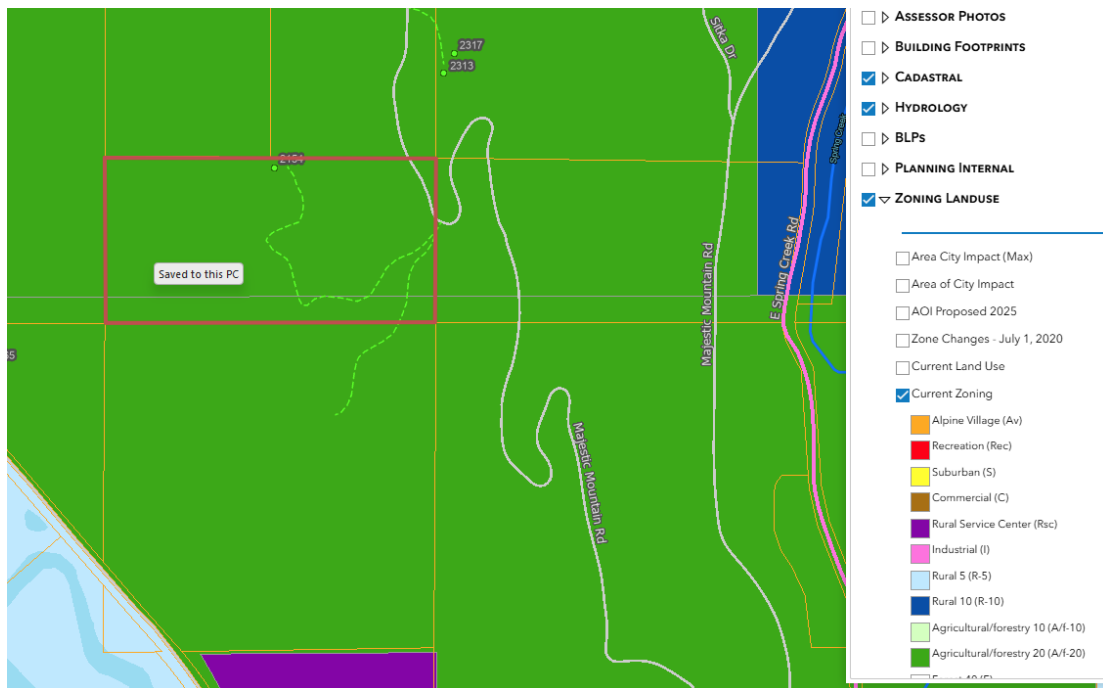 Sitka Dr
2317
2313
2154
Spring Creek
Saved to this PC
E Spring Creek Rd
Majestic Mountain Rd
Majestic Mountain Rd
ASSESSOR PHOTOS
BUILDING FOOTPRINTS
CADASTRAL
HYDROLOGY
BLPS
PLANNING INTERNAL
ZONING LANDUSE
Area City Impact (Max)
Area of City Impact
AOI Proposed 2025
Zone Changes - July 1, 2020
Current Land Use
Current Zoning
Alpine Village (Av)
Recreation (Rec)
Suburban (S)
Commercial (C)
Rural Service Center (Rsc)
Industrial (I)
Rural 5 (R-5)
Rural 10 (R-10)
Agricultural/forestry 10 (A/f-10)
Agricultural/forestry 20 (A/f-20)